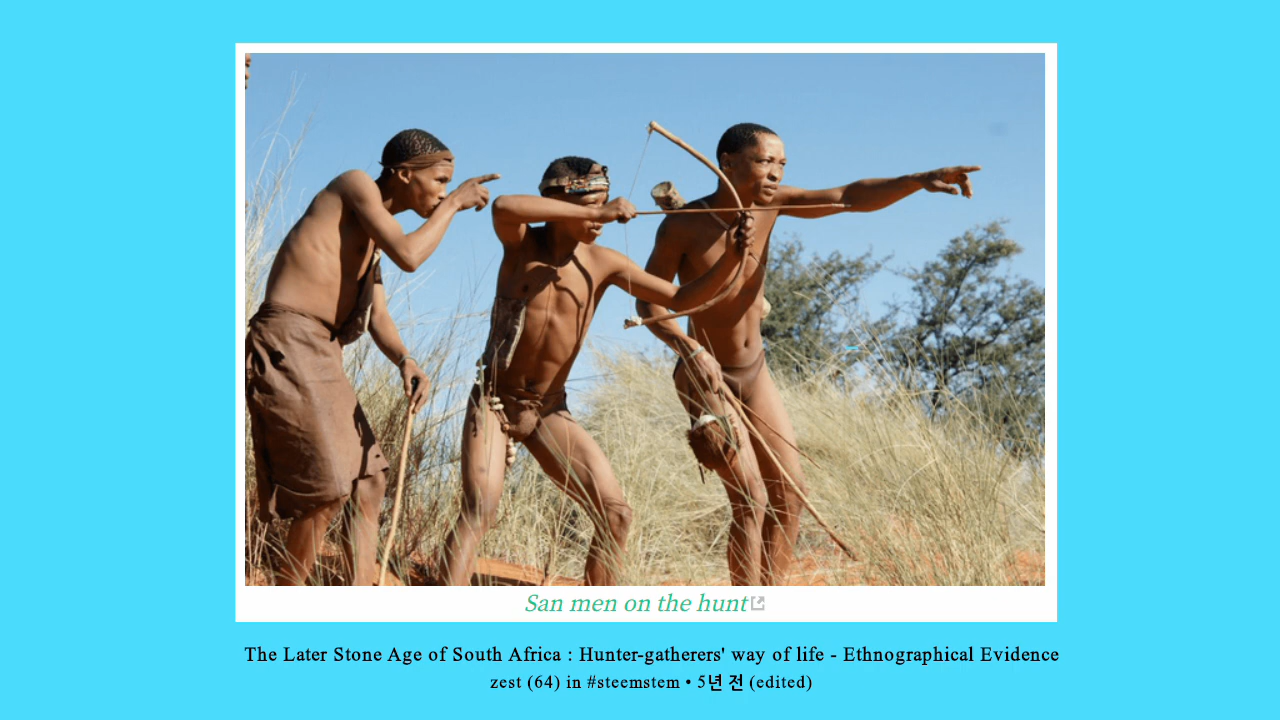 San men on the hunt
The Later Stone Age of South Africa : Hunter-gatherers' way of life - Ethnographical Evidence
zest (64) in #steemstem • 5년 전 (edited)